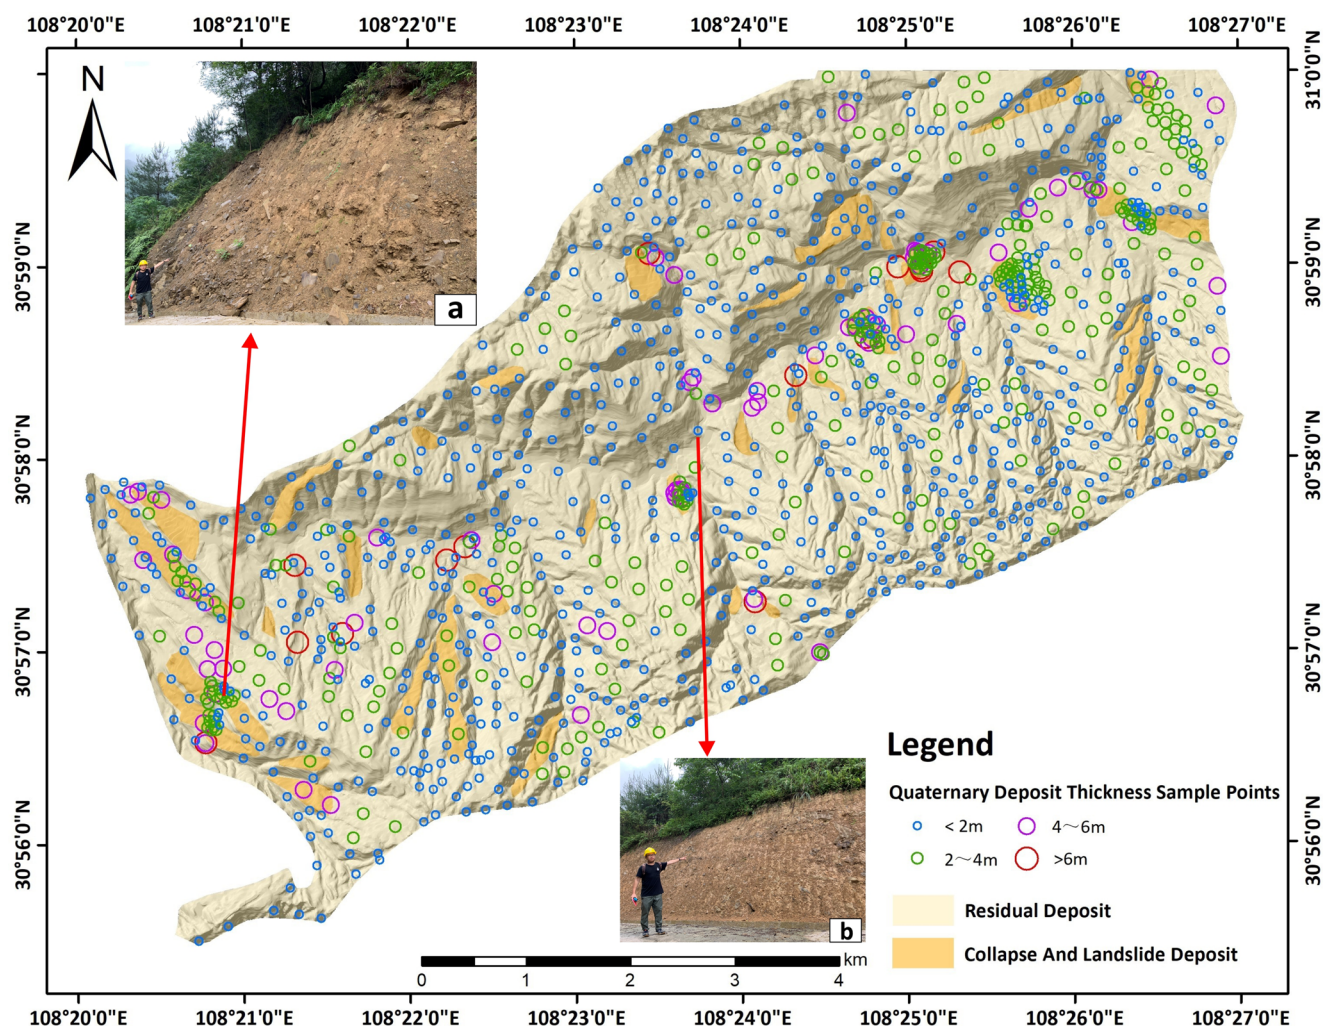 108°20'0"E 108°21'0"E 108°22'0"E 108°23'0"E 108°24'0"E 108°25'0"E 108°26'0"E 108°27'0"E
N
31°0'0"N
30°59'0"N
30°59'0"N
a
30°58'0"N
30°58'0"N
30°57'0"N
30°57'0"N
30°56'0"N
30°56'0"N
b
Legend
Quaternary Deposit Thickness Sample Points
< 2m
4～6m
2～4m
>6m
Residual Deposit
Collapse And Landslide Deposit
km
0 1 2 3 4
108°20'0"E 108°21'0"E 108°22'0"E 108°23'0"E 108°24'0"E 108°25'0"E 108°26'0"E 108°27'0"E